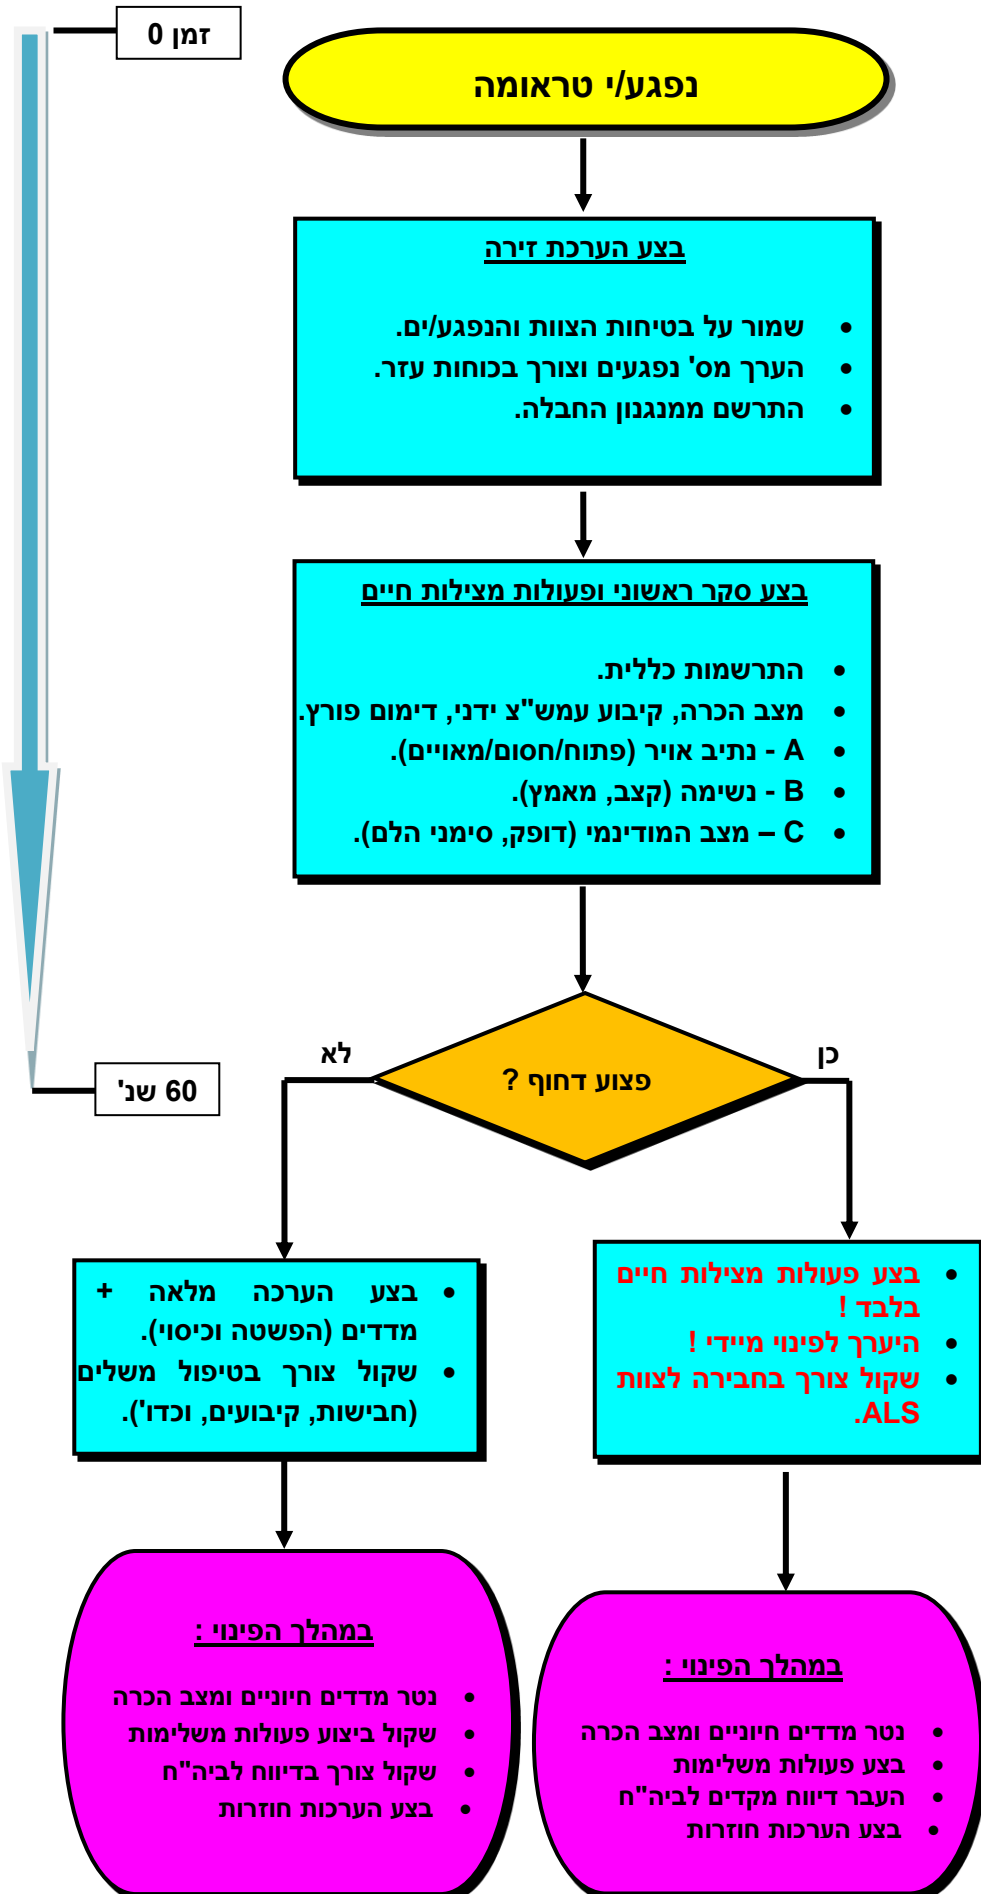 זמן 0
נפגע/י טראומה
בצע הערכת זירה
• שמור על בטיחות הצוות והנפגע/ים.
• הערך מס' נפגעים וצורך בכוחות עזר.
• התרשם ממנגנון החבלה.
בצע סקר ראשוני ופעולות מצילות חיים
• התרשמות כללית.
• מצב הכרה, קיבוע עמש"צ ידני, דימום פורץ.
• A - נתיב אויר (פתוח/חסום/מאויים).
• B - נשימה (קצב, מאמץ).
• C – מצב המודינמי (דופק, סימני הלם).
פצוע דחוף ?
כן
לא
60 שנ'
• בצע פעולות מצילות חיים
בלבד !
• היערך לפינוי מיידי !
• שקול צורך בחבירה לצוות
ALS.
• בצע הערכה מלאה +
מדדים (הפשטה וכיסוי).
• שקול צורך בטיפול משלים
(חבישות, קיבועים, וכדו').
במהלך הפינוי :
• נטר מדדים חיוניים ומצב הכרה
• בצע פעולות משלימות
• העבר דיווח מקדים לביה"ח
• בצע הערכות חוזרות
במהלך הפינוי :
• נטר מדדים חיוניים ומצב הכרה
• שקול ביצוע פעולות משלימות
• שקול צורך בדיווח לביה"ח
• בצע הערכות חוזרות